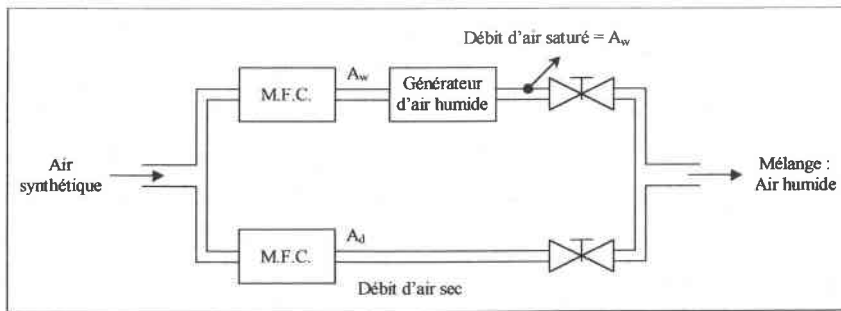 Débit d'air saturé = Aw
M.F.C.
Aw
Générateur
d'air humide
Air
synthétique
Mélange :
Air humide
M.F.C.
Ad
Débit d'air sec